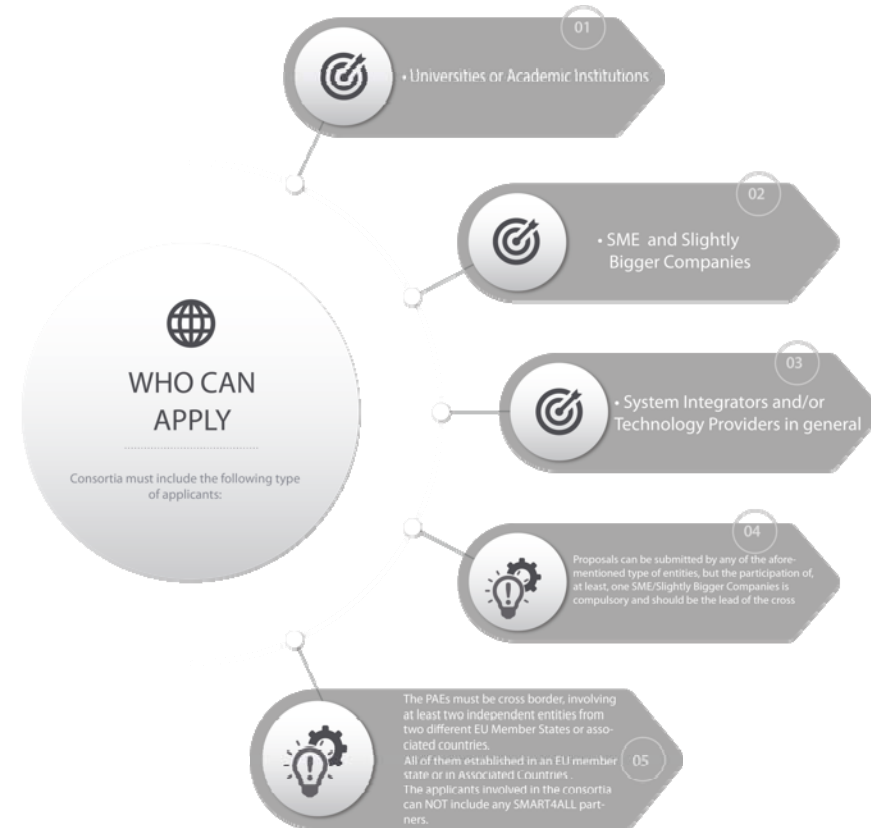 WHO CAN
APPLY
Consortia must include the following type
of applicants:
01
• Universities or Academic Institutions
02
• SME and Slightly
Bigger Companies
03
• System Integrators and/or
Technology Providers in general
04
Proposals can be submitted by any of the afore-
mentioned type of entities, but the participation of,
at least, one SME/Slightly Bigger Companies is
compulsory and should be the lead of the cross
The PAEs must be cross border, involving
at least two independent entities from
two different EU Member States or asso-
ciated countries.
All of them established in an EU member
state or in Associated Countries .
The applicants involved in the consortia
can NOT include any SMART4ALL part-
ners.
05